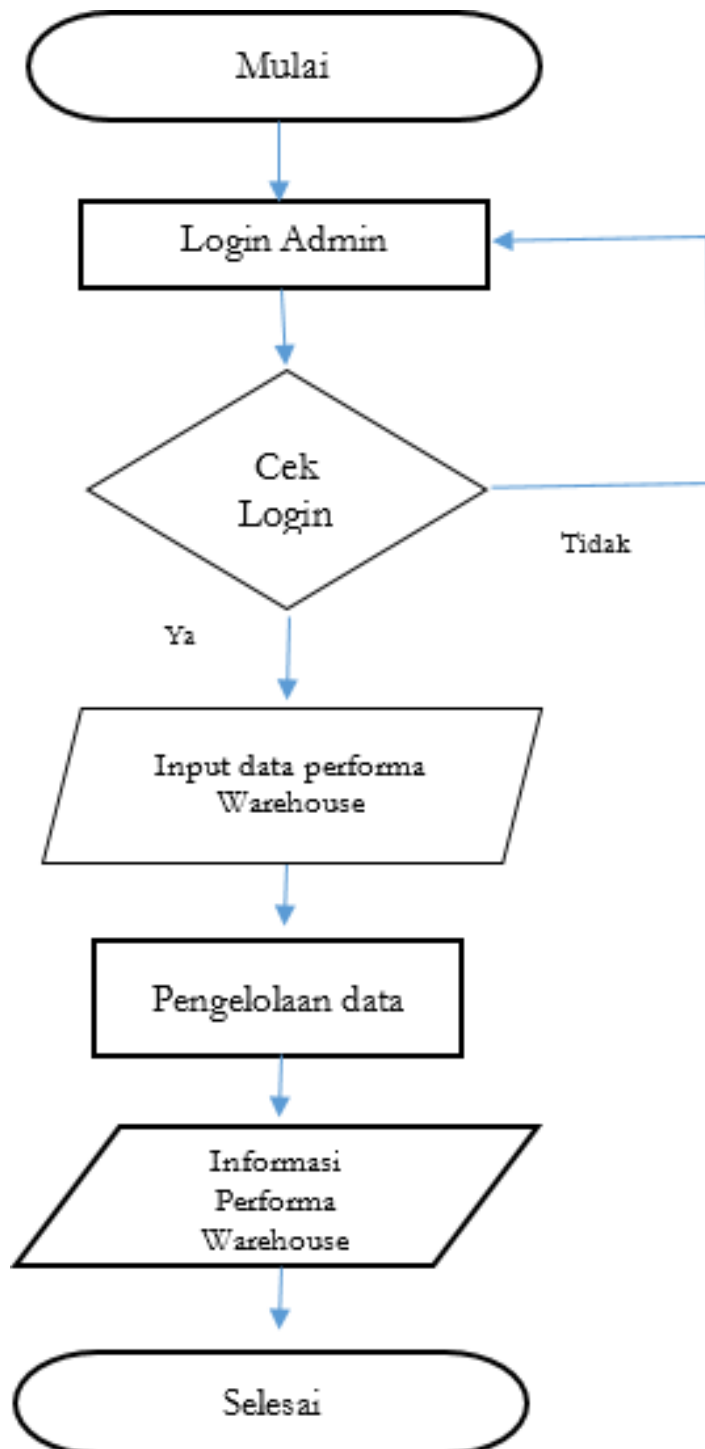 Mulai
Login Admin
Cek
Login
Tidak
Ya
Input data performa
Warehouse
Pengelolaan data
Informasi
Performa
Warehouse
Selesai